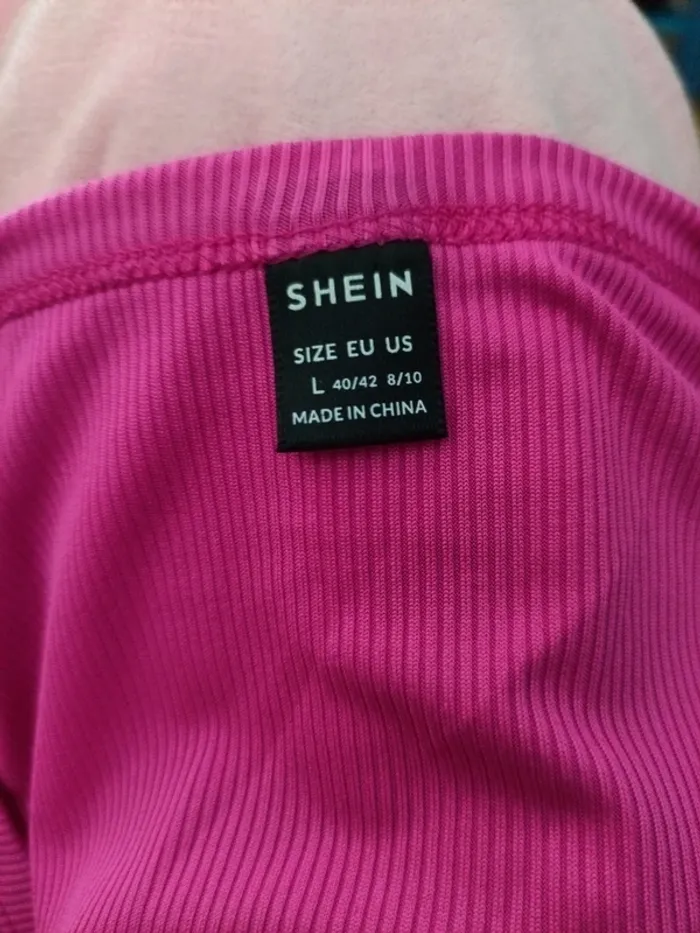 SHEIN
SIZE EU US
L 40/42 8/10
MADE IN CHINA